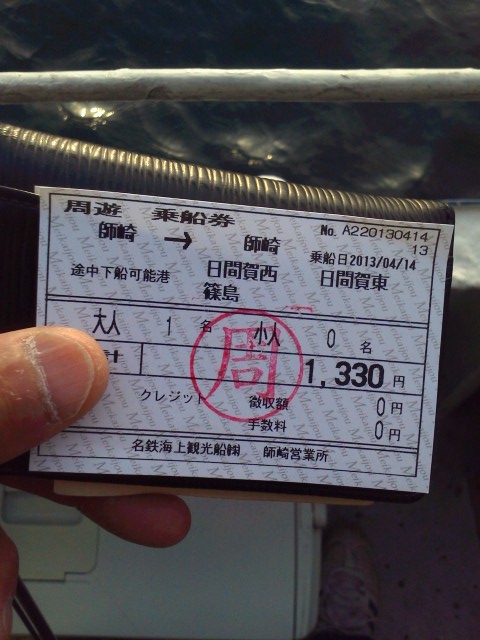 周遊 乗船券
No. A220130414
13
師崎 → 師崎
乗船日2013/04/14
途中下船可能港 日間賀西 日間賀東
篠島
大人 1 名 小人 0 名
計 1,330 円
周
クレジット 徴収額 0円
手数料 0円
名鉄海上観光船㈱ 師崎営業所